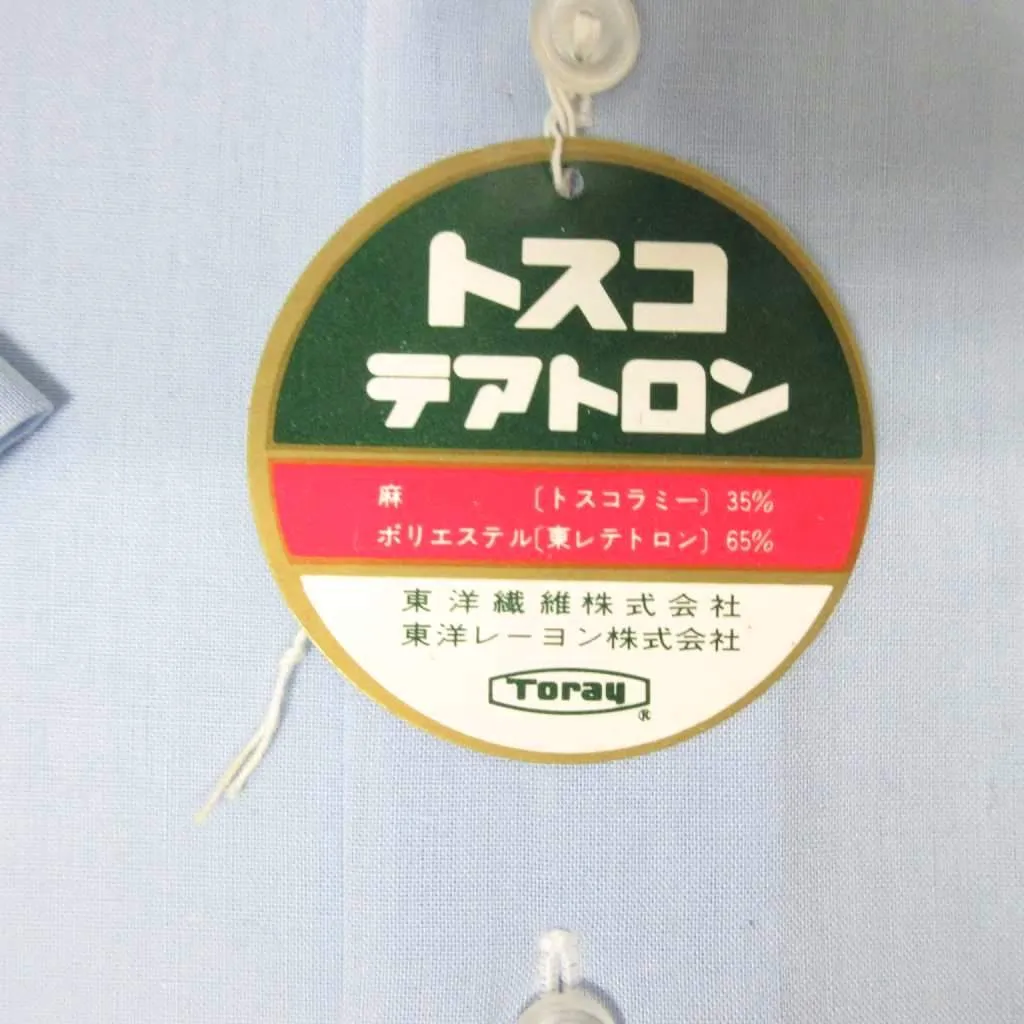 トスコ
テアトロン
麻 〔トスコラミー〕 35%
ポリエステル〔東レテトロン〕 65%
東洋繊維株式会社
東洋レーヨン株式会社
Toray
®